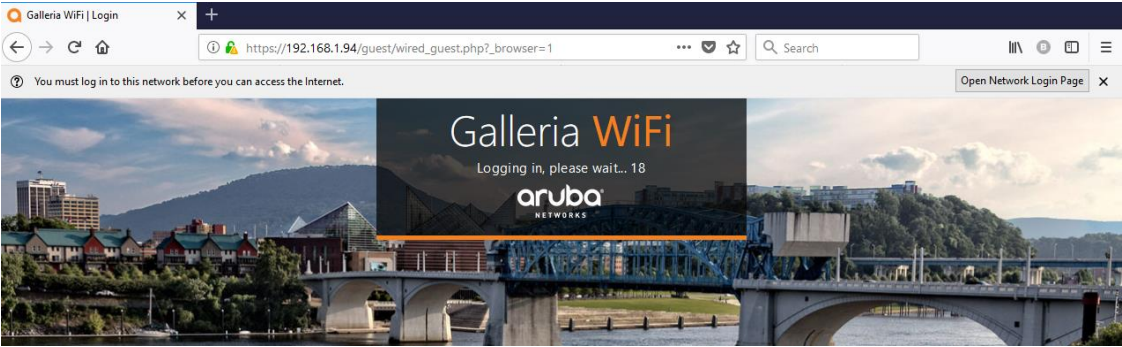 Galleria WiFi | Login
https://192.168.1.94/guest/wired_guest.php?_browser=1
Search
You must log in to this network before you can access the Internet.
Open Network Login Page
Galleria WiFi
Logging in, please wait... 18
aruba
NETWORKS